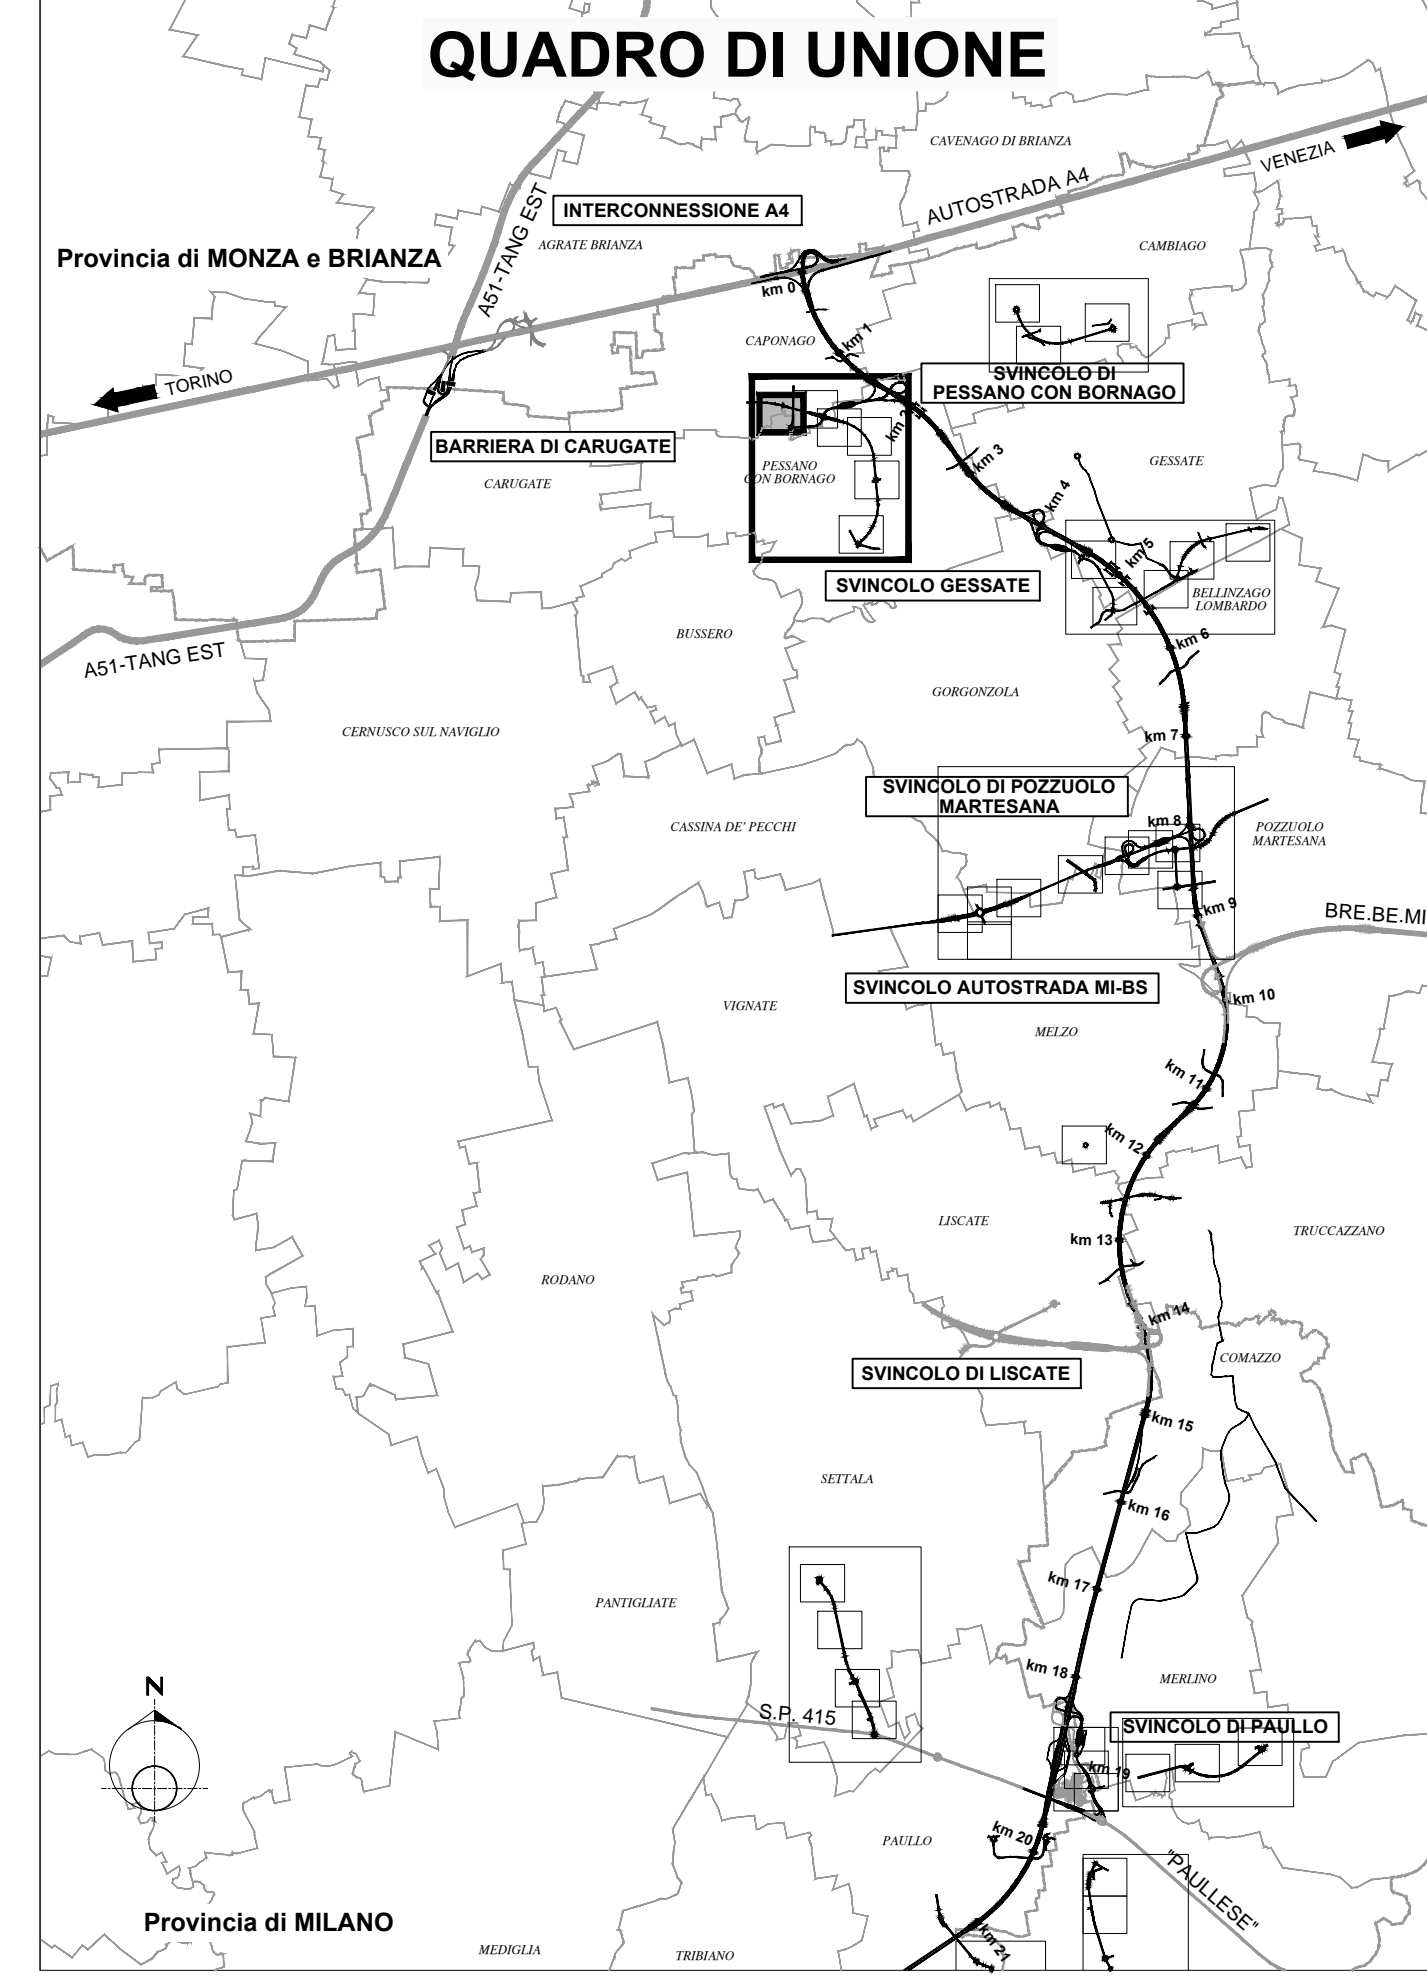 QUADRO DI UNIONE
CAVENAGO DI BRIANZA
VENEZIA
AUTOSTRADA A4
INTERCONNESSIONE A4
A51-TANG EST
AGRATE BRIANZA
CAMBIAGO
Provincia di MONZA e BRIANZA
km 0
km 1
CAPONAGO
TORINO
SVINCOLO DI
PESSANO CON BORNAGO
km 2
BARRIERA DI CARUGATE
km 3
GESSATE
PESSANO
CON BORNAGO
CARUGATE
km 4
km 5
SVINCOLO GESSATE
BELLINZAGO
LOMBARDO
BUSSERO
km 6
A51-TANG EST
GORGONZOLA
CERNUSCO SUL NAVIGLIO
km 7
SVINCOLO DI POZZUOLO
MARTESANA
km 8
CASSINA DE' PECCHI
POZZUOLO
MARTESANA
km 9
BRE.BE.MI
SVINCOLO AUTOSTRADA MI-BS
km 10
VIGNATE
MELZO
km 11
km 12
LISCATE
TRUCCAZZANO
km 13
RODANO
km 14
COMAZZO
SVINCOLO DI LISCATE
km 15
SETTALA
km 16
km 17
PANTIGLIATE
km 18
MERLINO
N
S.P. 415
SVINCOLO DI PAULLO
km 19
km 20
PAULLO
"PAULLESE"
Provincia di MILANO
km 21
MEDIGLIA
TRIBIANO